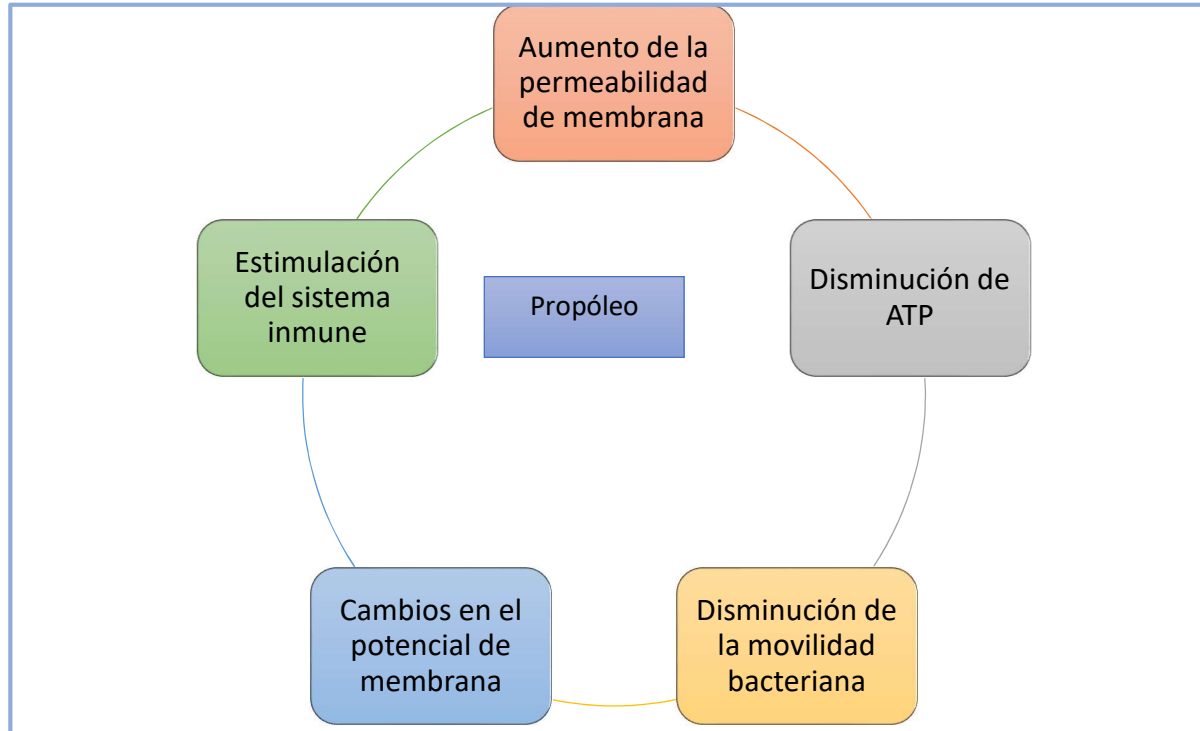 Aumento de la
permeabilidad
de membrana
Estimulación
del sistema
inmune
Propóleo
Disminución de
ATP
Cambios en el
potencial de
membrana
Disminución de
la movilidad
bacteriana